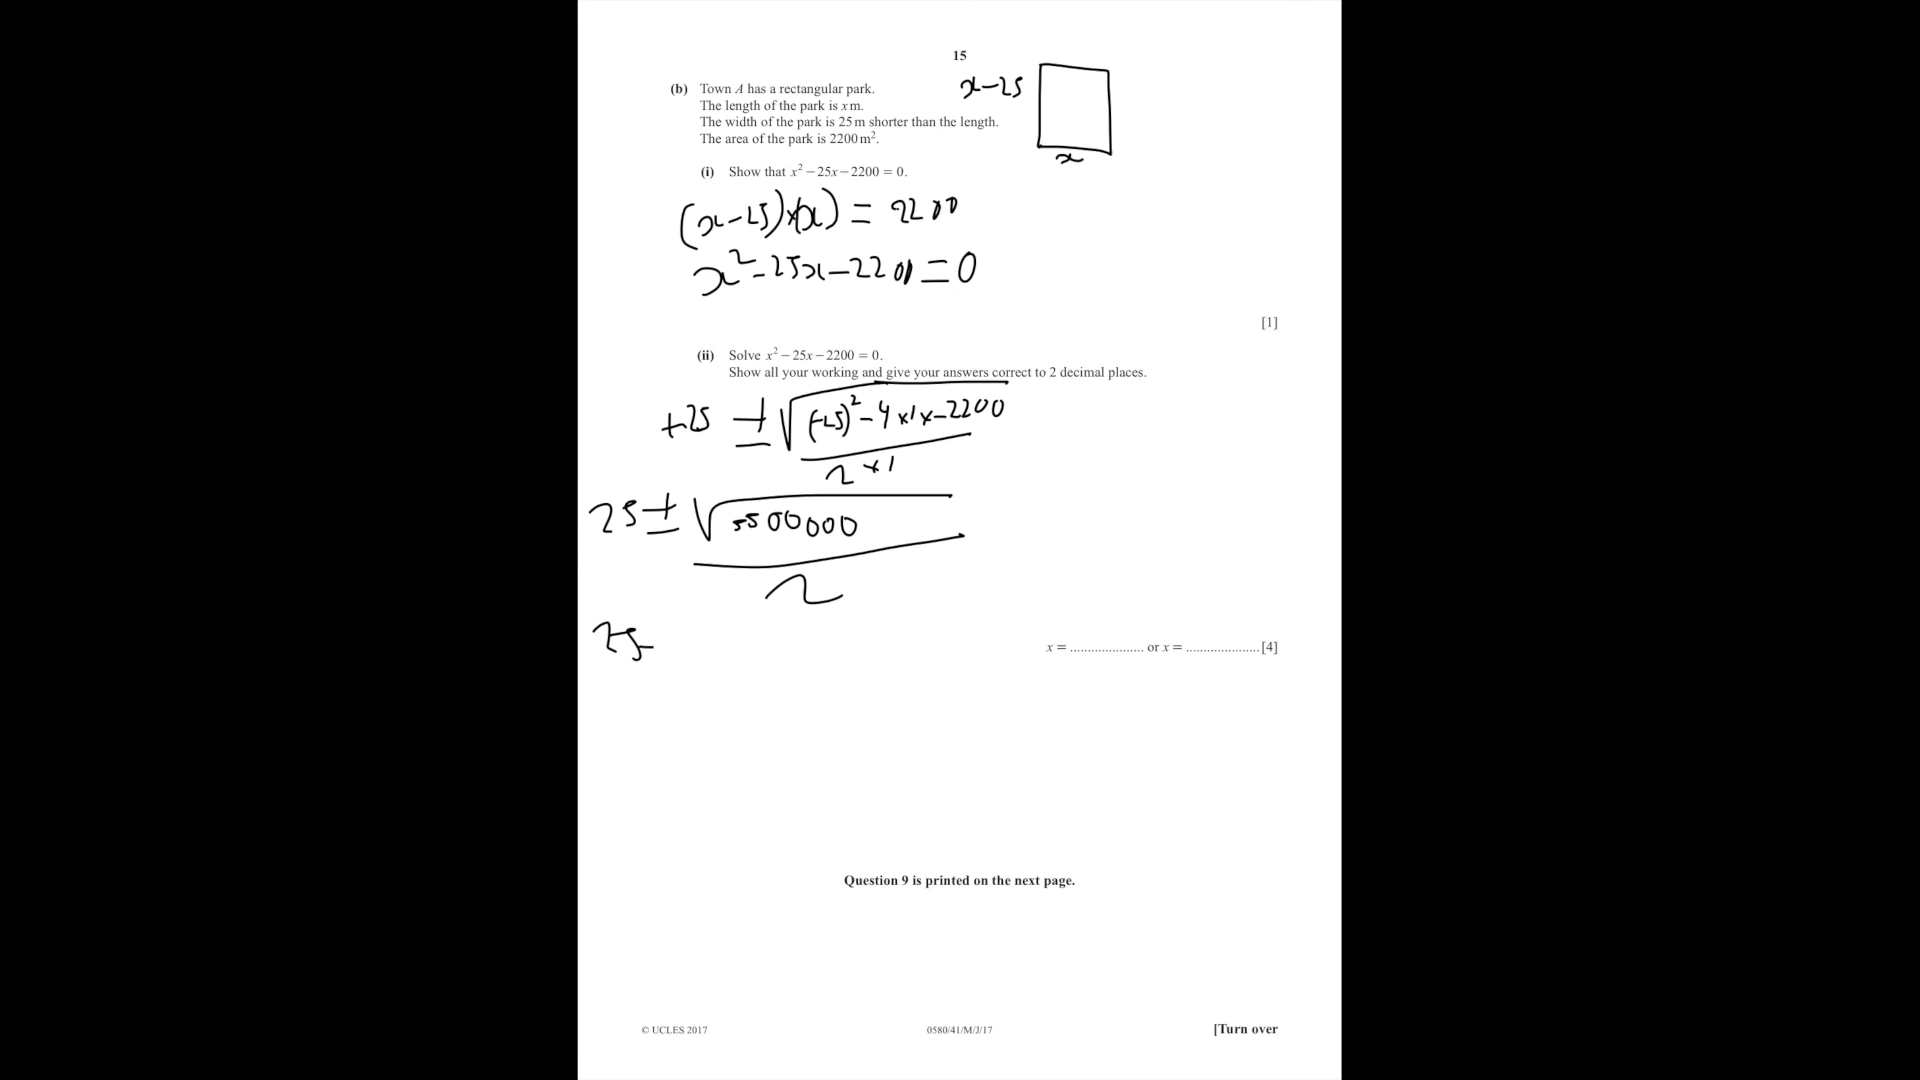 15
x-25
(b) Town A has a rectangular park.
The length of the park is x m.
The width of the park is 25 m shorter than the length.
The area of the park is 2200 m².
x
(i) Show that x² − 25x − 2200 = 0.
(x-25)×(x) = 2200
x²-25x-2200=0
[1]
(ii) Solve x² − 25x − 2200 = 0.
Show all your working and give your answers correct to 2 decimal places.
+25 ± √(-25)²-4×1×-2200
2×1
25± √5500000
2
25
x = ..................... or x = ..................... [4]
Question 9 is printed on the next page.
© UCLES 2017
0580/41/M/J/17
[Turn over